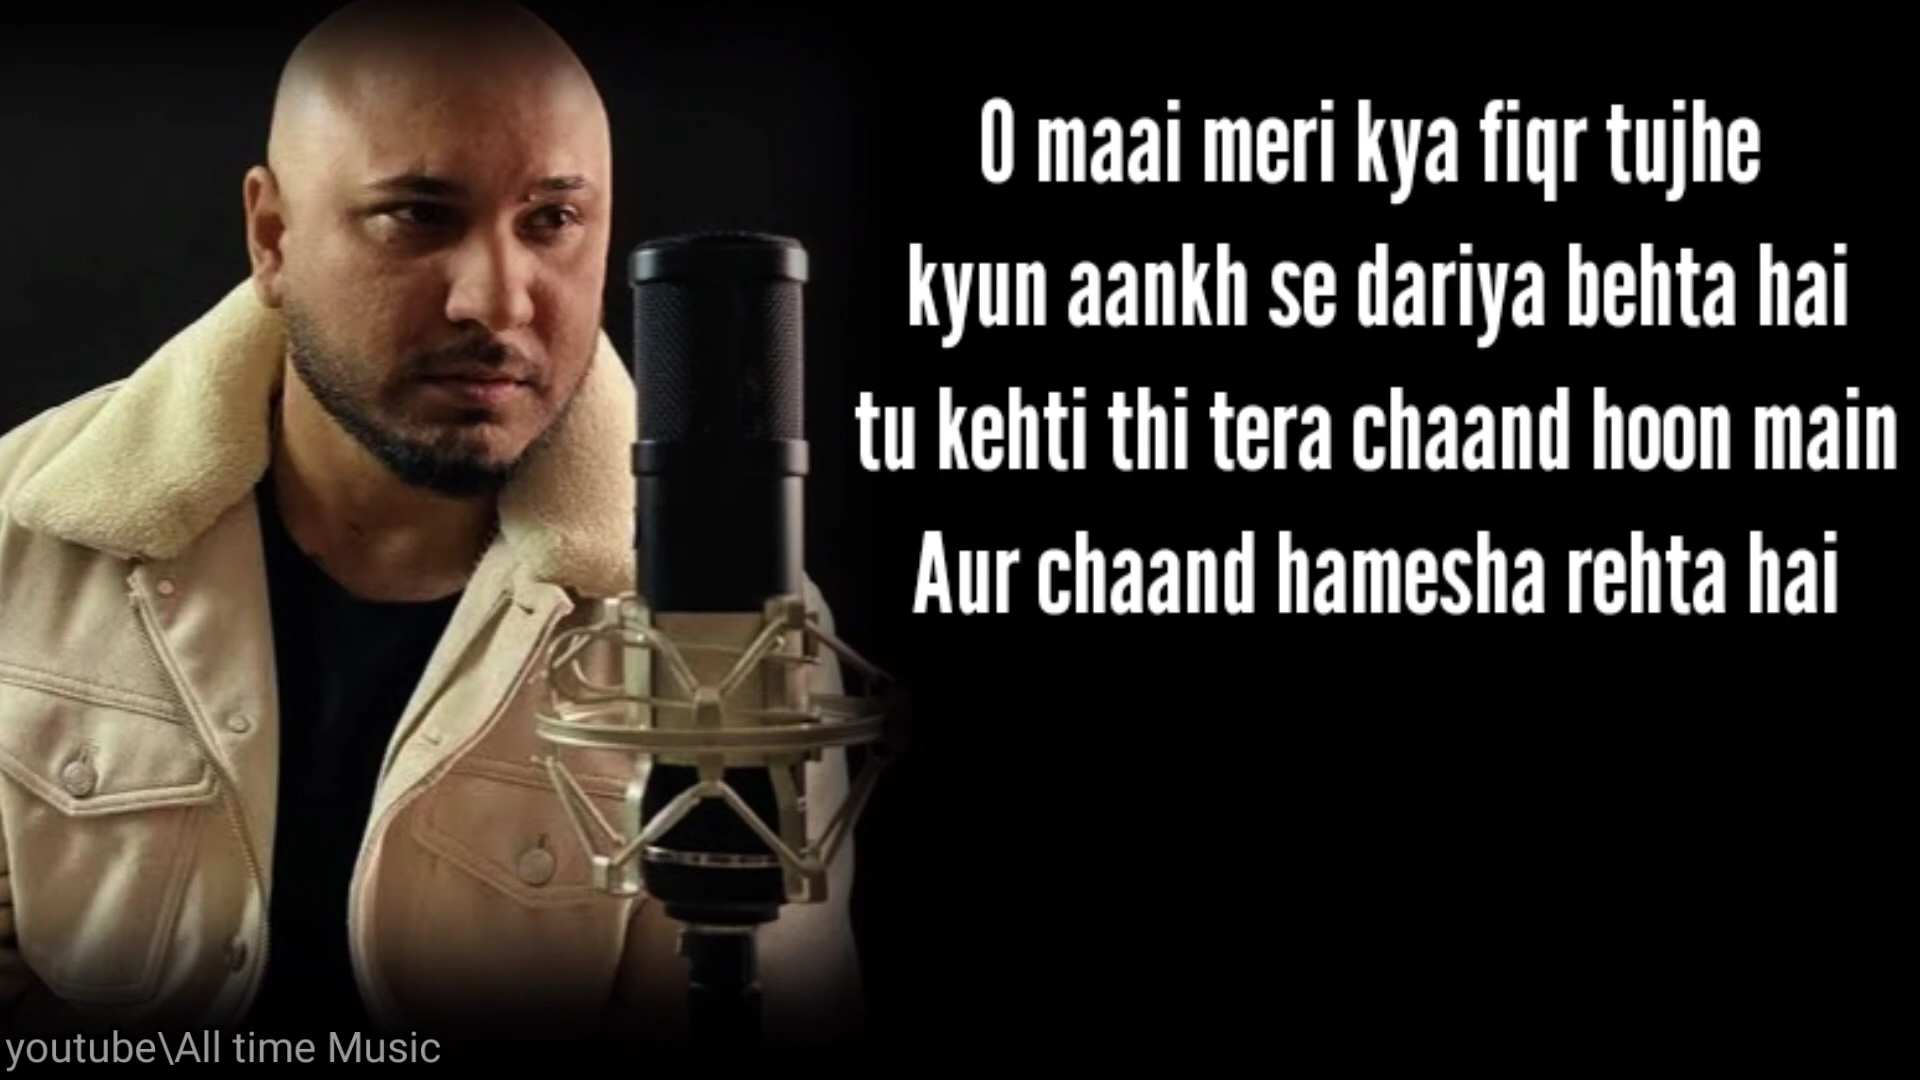 O maai meri kya fiqr tujhe
kyun aankh se dariya behta hai
tu kehti thi tera chaand hoon main
Aur chaand hamesha rehta hai
youtube\All time Music